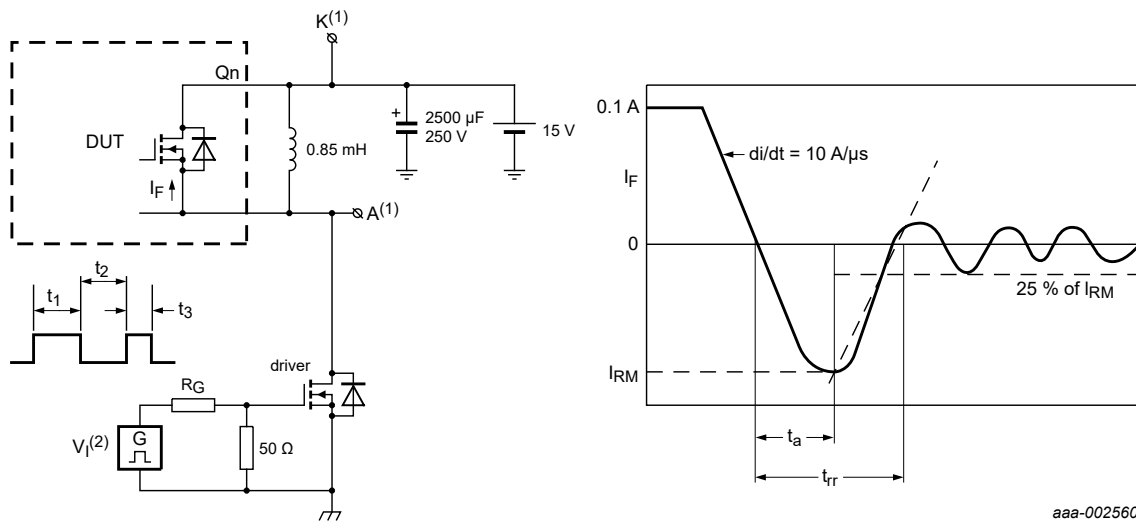 K(1)
Qn
DUT
IF
0.85 mH
+
2500 µF
250 V
15 V
A(1)
t1
t2
t3
driver
RG
VI(2)
G
50 Ω
0.1 A
di/dt = 10 A/µs
IF
0
25 % of IRM
IRM
ta
trr
aaa-002560